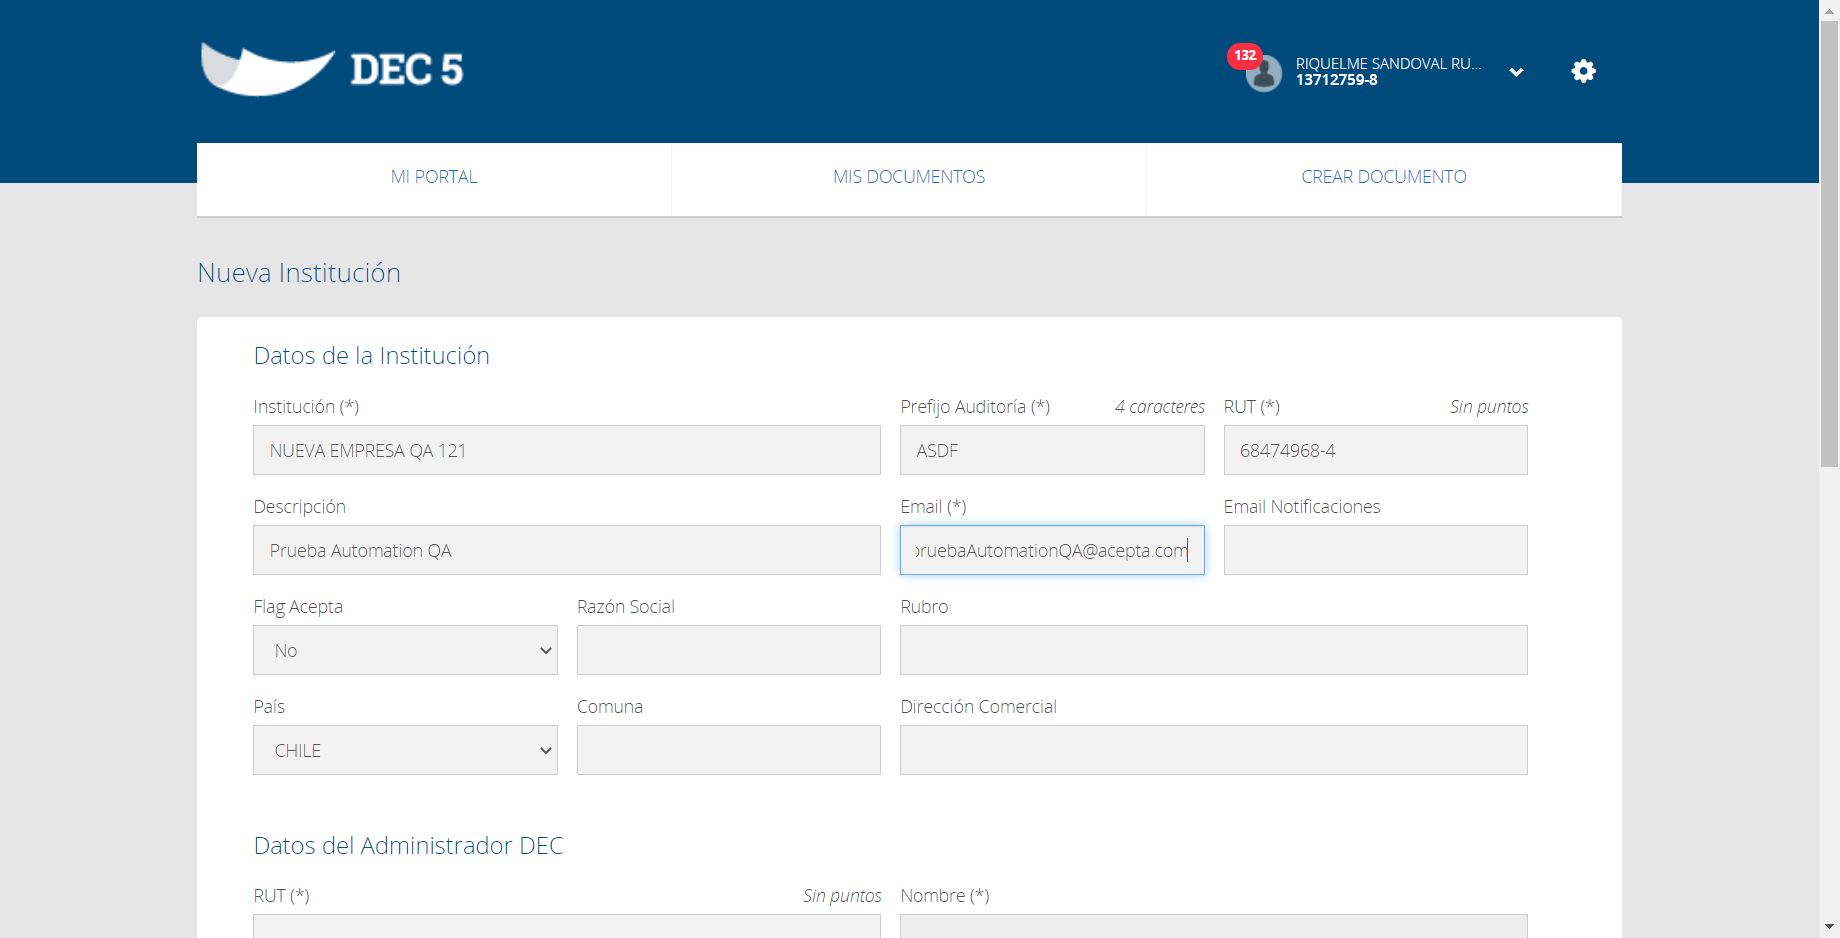 DEC 5
132
RIQUELME SANDOVAL RU...
13712759-8
MI PORTAL
MIS DOCUMENTOS
CREAR DOCUMENTO
Nueva Institución
Datos de la Institución
Institución (*)
Prefijo Auditoría (*) 4 caracteres
RUT (*) Sin puntos
NUEVA EMPRESA QA 121
ASDF
68474968-4
Descripción
Email (*)
Email Notificaciones
Prueba Automation QA
pruebaAutomationQA@acepta.com
Flag Acepta
Razón Social
Rubro
No
País
Comuna
Dirección Comercial
CHILE
Datos del Administrador DEC
RUT (*) Sin puntos
Nombre (*)